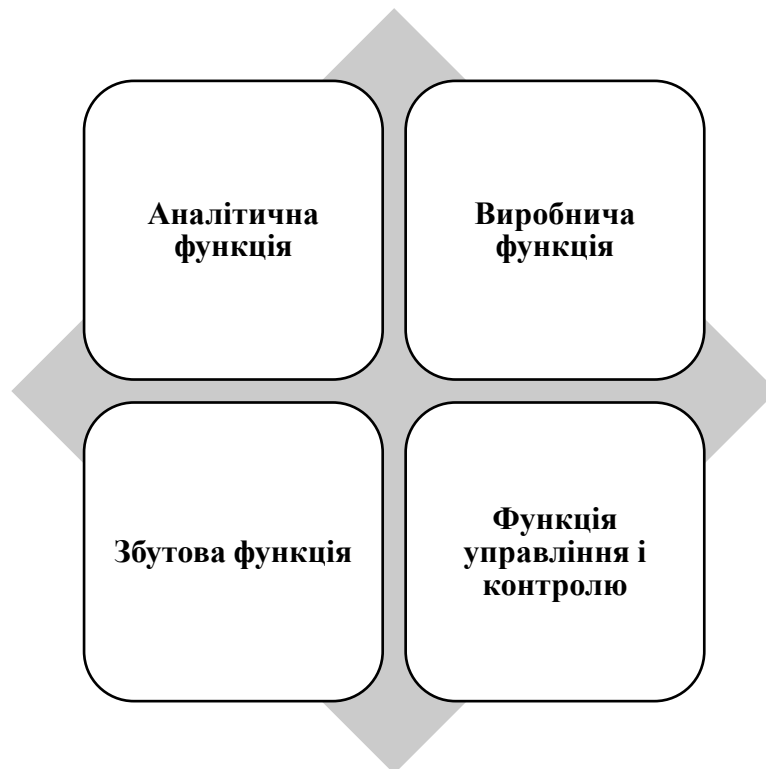 Аналітична
функція
Виробнича
функція
Збутова функція
Функція
управління і
контролю